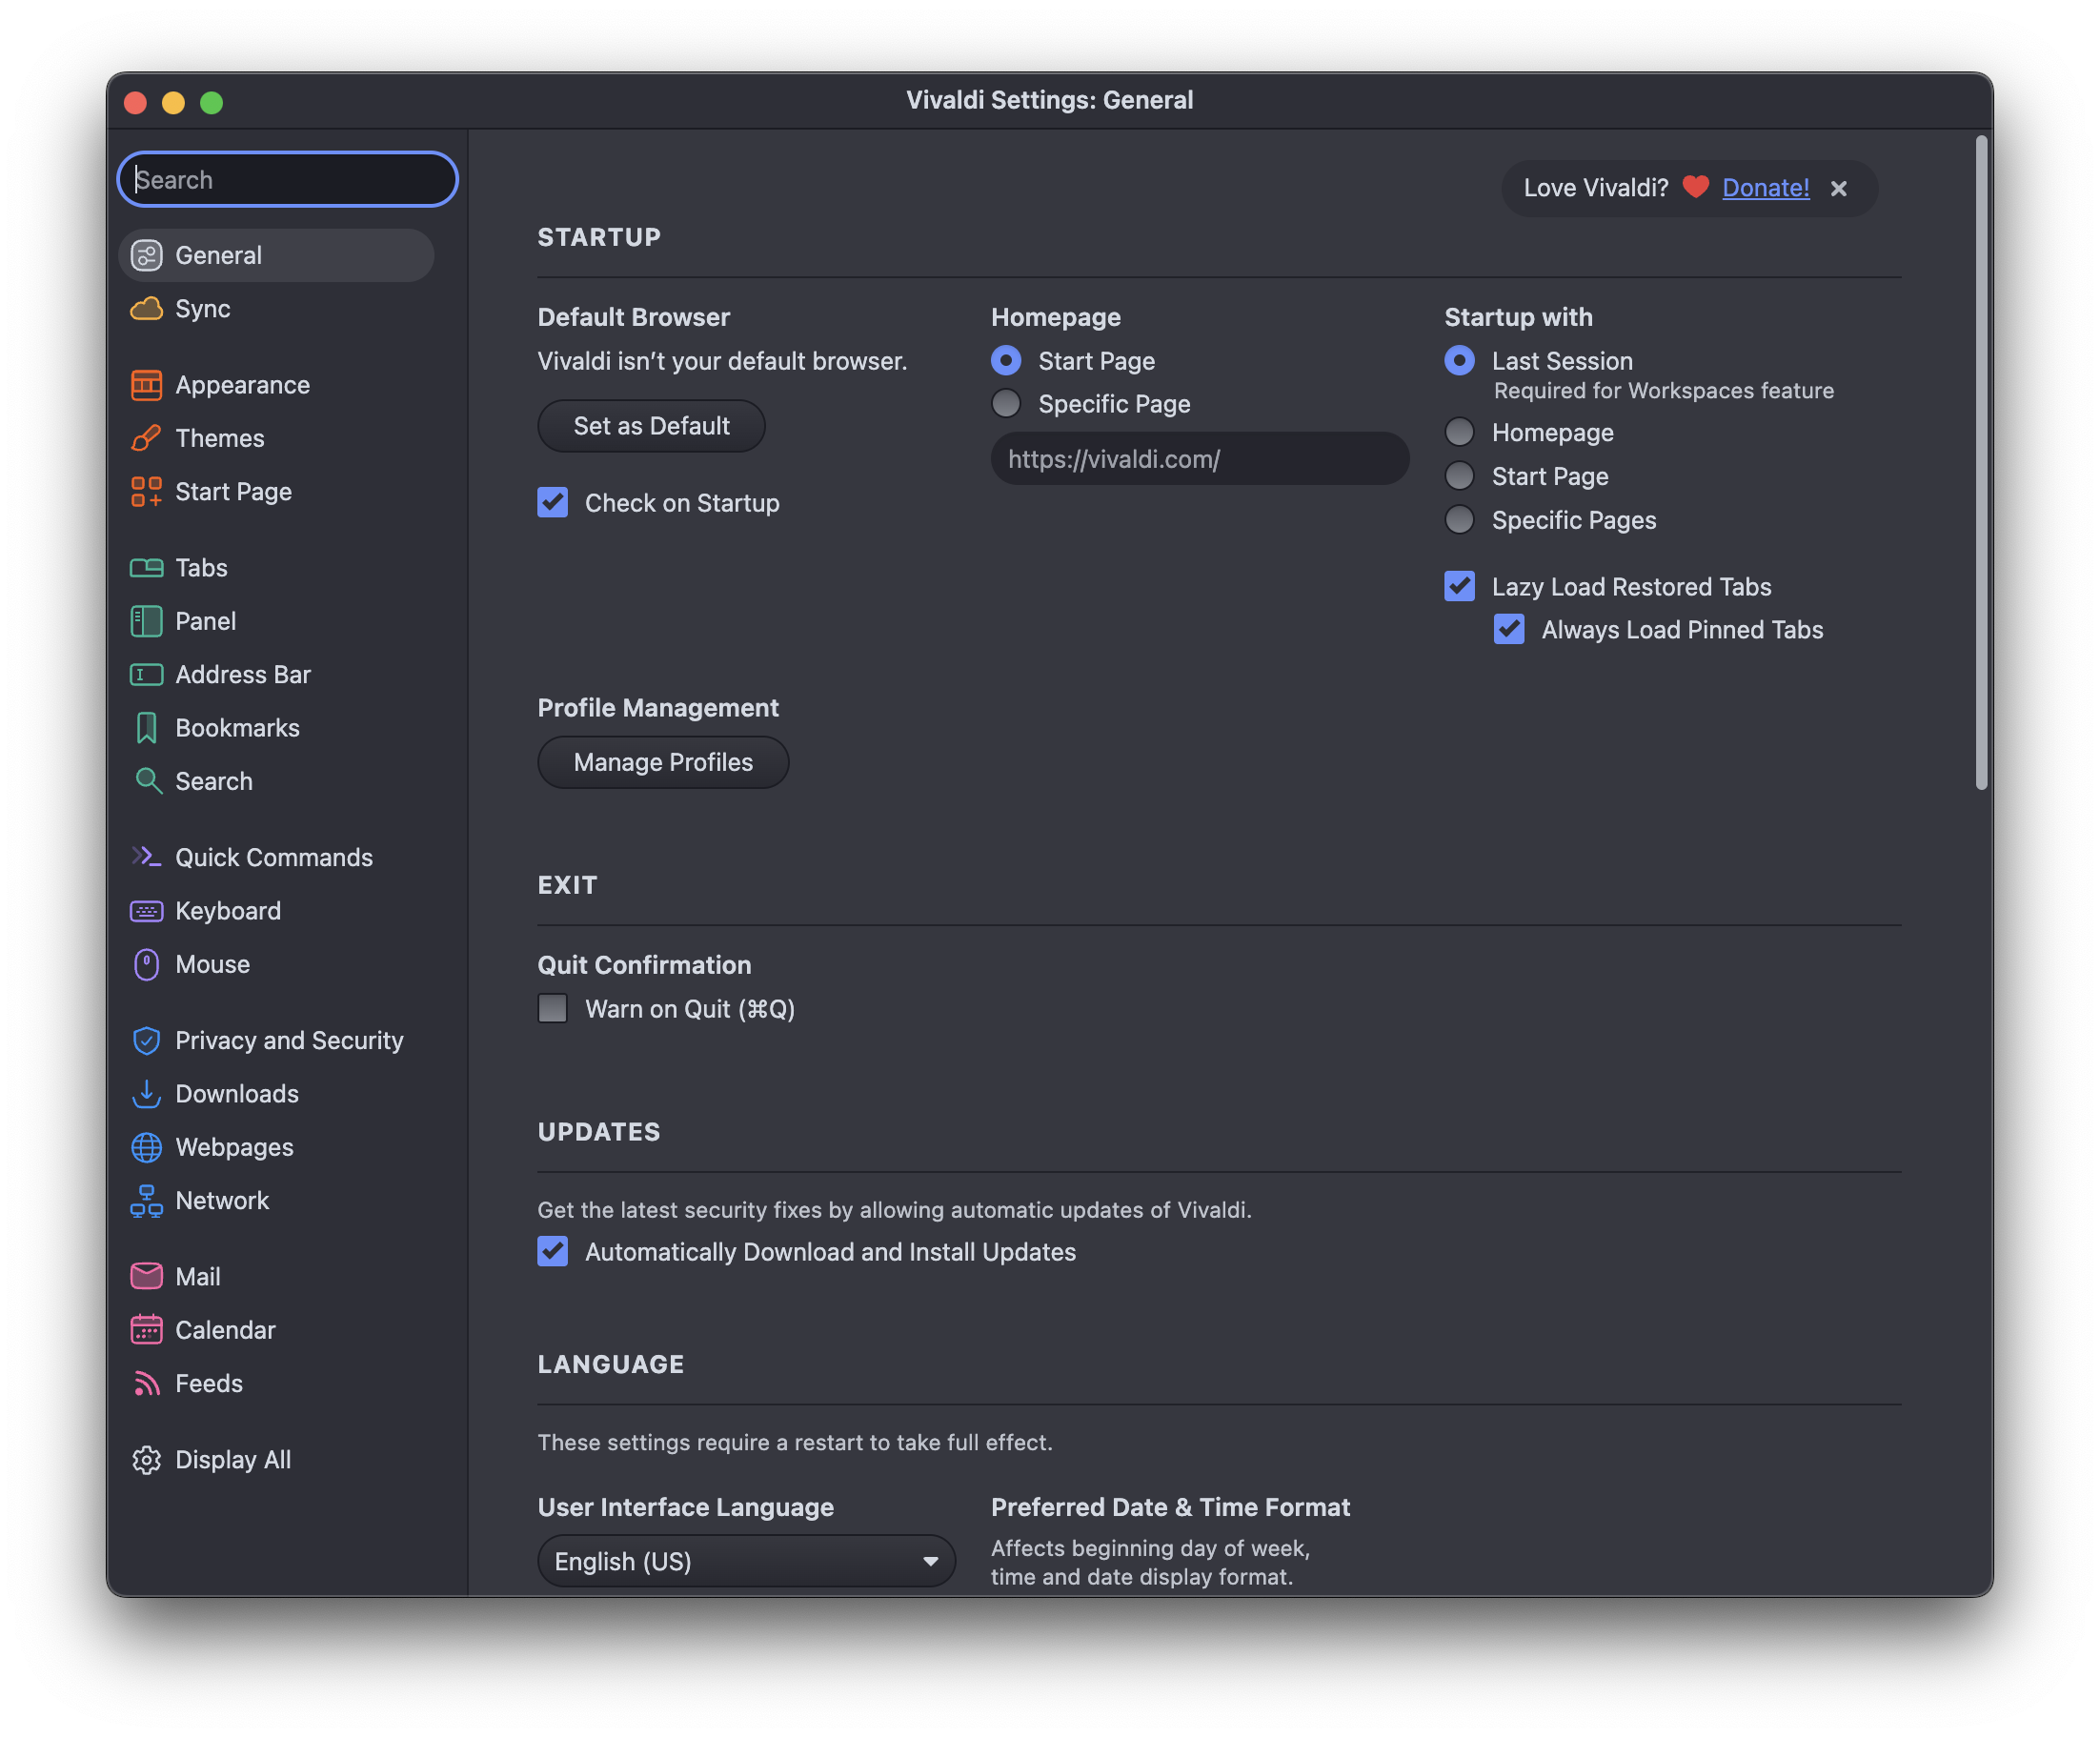 Vivaldi Settings: General
Search
General
Sync
Appearance
Themes
Start Page
Tabs
Panel
Address Bar
Bookmarks
Search
Quick Commands
Keyboard
Mouse
Privacy and Security
Downloads
Webpages
Network
Mail
Calendar
Feeds
Display All
Love Vivaldi? ❤️ Donate!
STARTUP
Default Browser
Vivaldi isn’t your default browser.
Set as Default
Check on Startup
Homepage
Start Page
Specific Page
https://vivaldi.com/
Startup with
Last Session
Required for Workspaces feature
Homepage
Start Page
Specific Pages
Lazy Load Restored Tabs
Always Load Pinned Tabs
Profile Management
Manage Profiles
EXIT
Quit Confirmation
Warn on Quit (⌘Q)
UPDATES
Get the latest security fixes by allowing automatic updates of Vivaldi.
Automatically Download and Install Updates
LANGUAGE
These settings require a restart to take full effect.
User Interface Language
English (US)
Preferred Date & Time Format
Affects beginning day of week,
time and date display format.